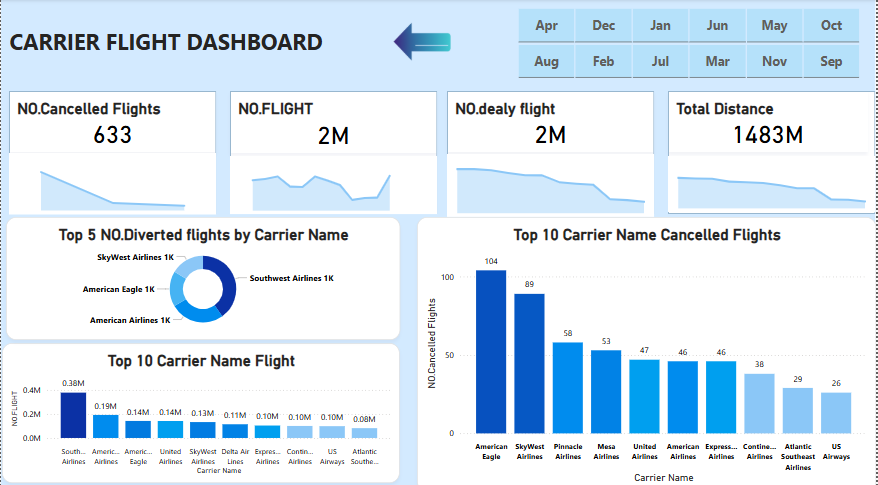 CARRIER FLIGHT DASHBOARD
Apr Dec Jan Jun May Oct
Aug Feb Jul Mar Nov Sep
NO.Cancelled Flights
633
NO.FLIGHT
2M
NO.dealy flight
2M
Total Distance
1483M
Top 5 NO.Diverted flights by Carrier Name
SkyWest Airlines 1K
Southwest Airlines 1K
American Eagle 1K
American Airlines 1K
Top 10 Carrier Name Flight
NO.FLIGHT
0.4M
0.2M
0.0M
0.38M 0.19M 0.14M 0.14M 0.13M 0.11M 0.10M 0.10M 0.10M 0.08M
South... Americ... Americ... United SkyWest Delta Air Expres... Contin... US Atlantic
Airlines Airlines Eagle Airlines Airlines Lines Airlines Airlines Airways Southe...
Carrier Name
Top 10 Carrier Name Cancelled Flights
NO.Cancelled Flights
100
50
0
104 89 58 53 47 46 46 38 29 26
American SkyWest Pinnacle Mesa United American Expres... Contine... Atlantic US
Eagle Airlines Airlines Airlines Airlines Airlines Airlines Airlines Southeast Airways
Airlines
Carrier Name